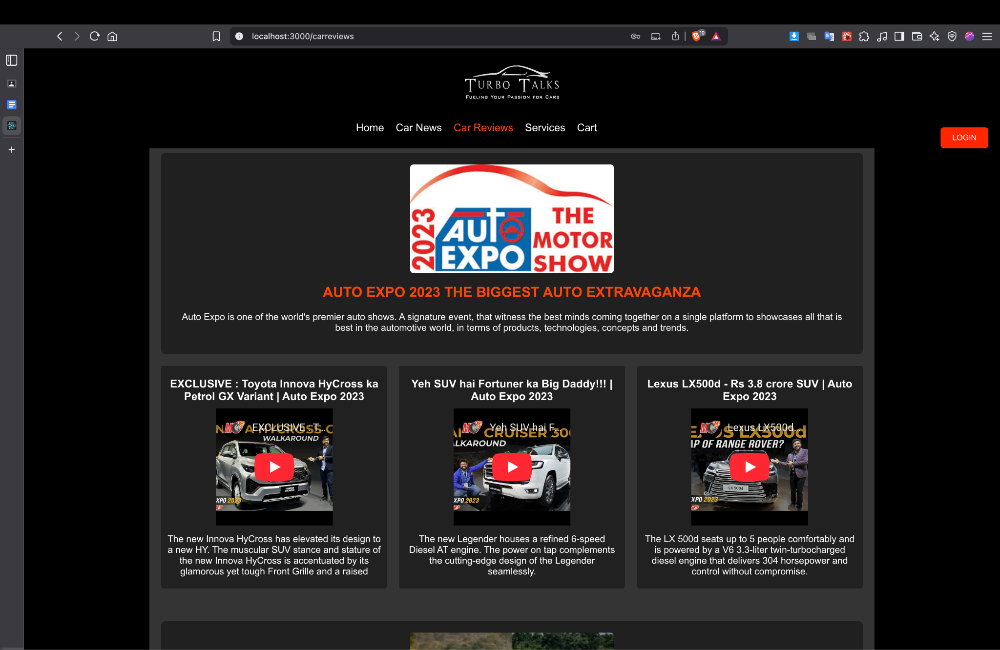 localhost:3000/carreviews
10
TURBO TALKS
FUELING YOUR PASSION FOR CARS
Home Car News Car Reviews Services Cart
LOGIN
2023
AUTO EXPO
THE MOTOR SHOW
AUTO EXPO 2023 THE BIGGEST AUTO EXTRAVAGANZA
Auto Expo is one of the world's premier auto shows. A signature event, that witness the best minds coming together on a single platform to showcases all that is
best in the automotive world, in terms of products, technologies, concepts and trends.
EXCLUSIVE : Toyota Innova HyCross ka
Petrol GX Variant | Auto Expo 2023
EXCLUSIVE : T...
WALKAROUND
INNOVA HYCROSS
XPO 2023
The new Innova HyCross has elevated its design to
a new HY. The muscular SUV stance and stature of
the new Innova HyCross is accentuated by its
glamorous yet tough Front Grille and a raised
Yeh SUV hai Fortuner ka Big Daddy!!! |
Auto Expo 2023
Yeh SUV hai F...
CRUISER 30
LKAROUND
XPO 2023
The new Legender houses a refined 6-speed
Diesel AT engine. The power on tap complements
the cutting-edge design of the Legender
seamlessly.
Lexus LX500d - Rs 3.8 crore SUV | Auto
Expo 2023
Lexus LX500d...
S LX500d
AP OF RANGE ROVER?
LX 500d
XPO 2023
The LX 500d seats up to 5 people comfortably and
is powered by a V6 3.3-liter twin-turbocharged
diesel engine that delivers 304 horsepower and
control without compromise.